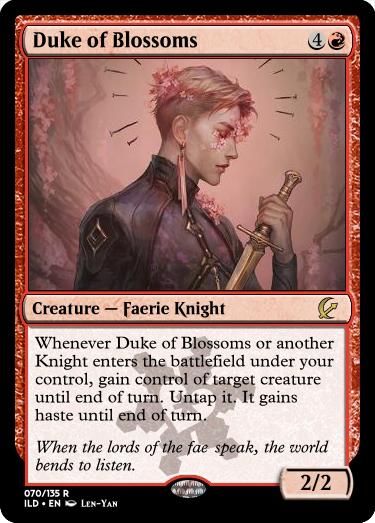 Duke of Blossoms 4
Creature — Faerie Knight
Whenever Duke of Blossoms or another
Knight enters the battlefield under your
control, gain control of target creature
until end of turn. Untap it. It gains
haste until end of turn.
When the lords of the fae speak, the world
bends to listen.
070/135 R
ILD • EN Len-Yan
2/2